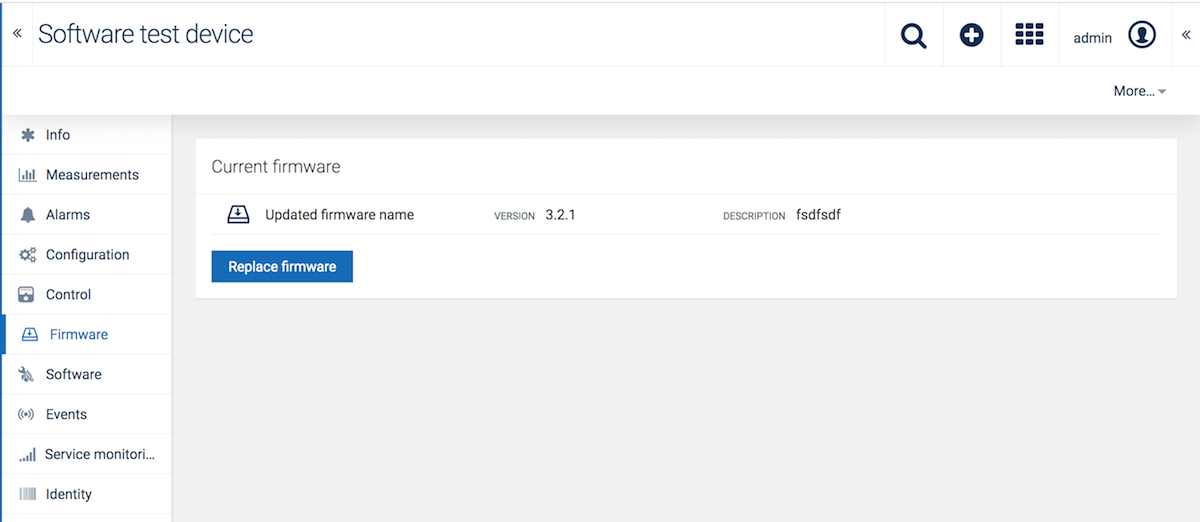 « Software test device admin «
More...
Info
Measurements
Alarms
Configuration
Control
Firmware
Software
Events
Service monitori...
Identity
Current firmware
Updated firmware name VERSION 3.2.1 DESCRIPTION fsdfsdf
Replace firmware